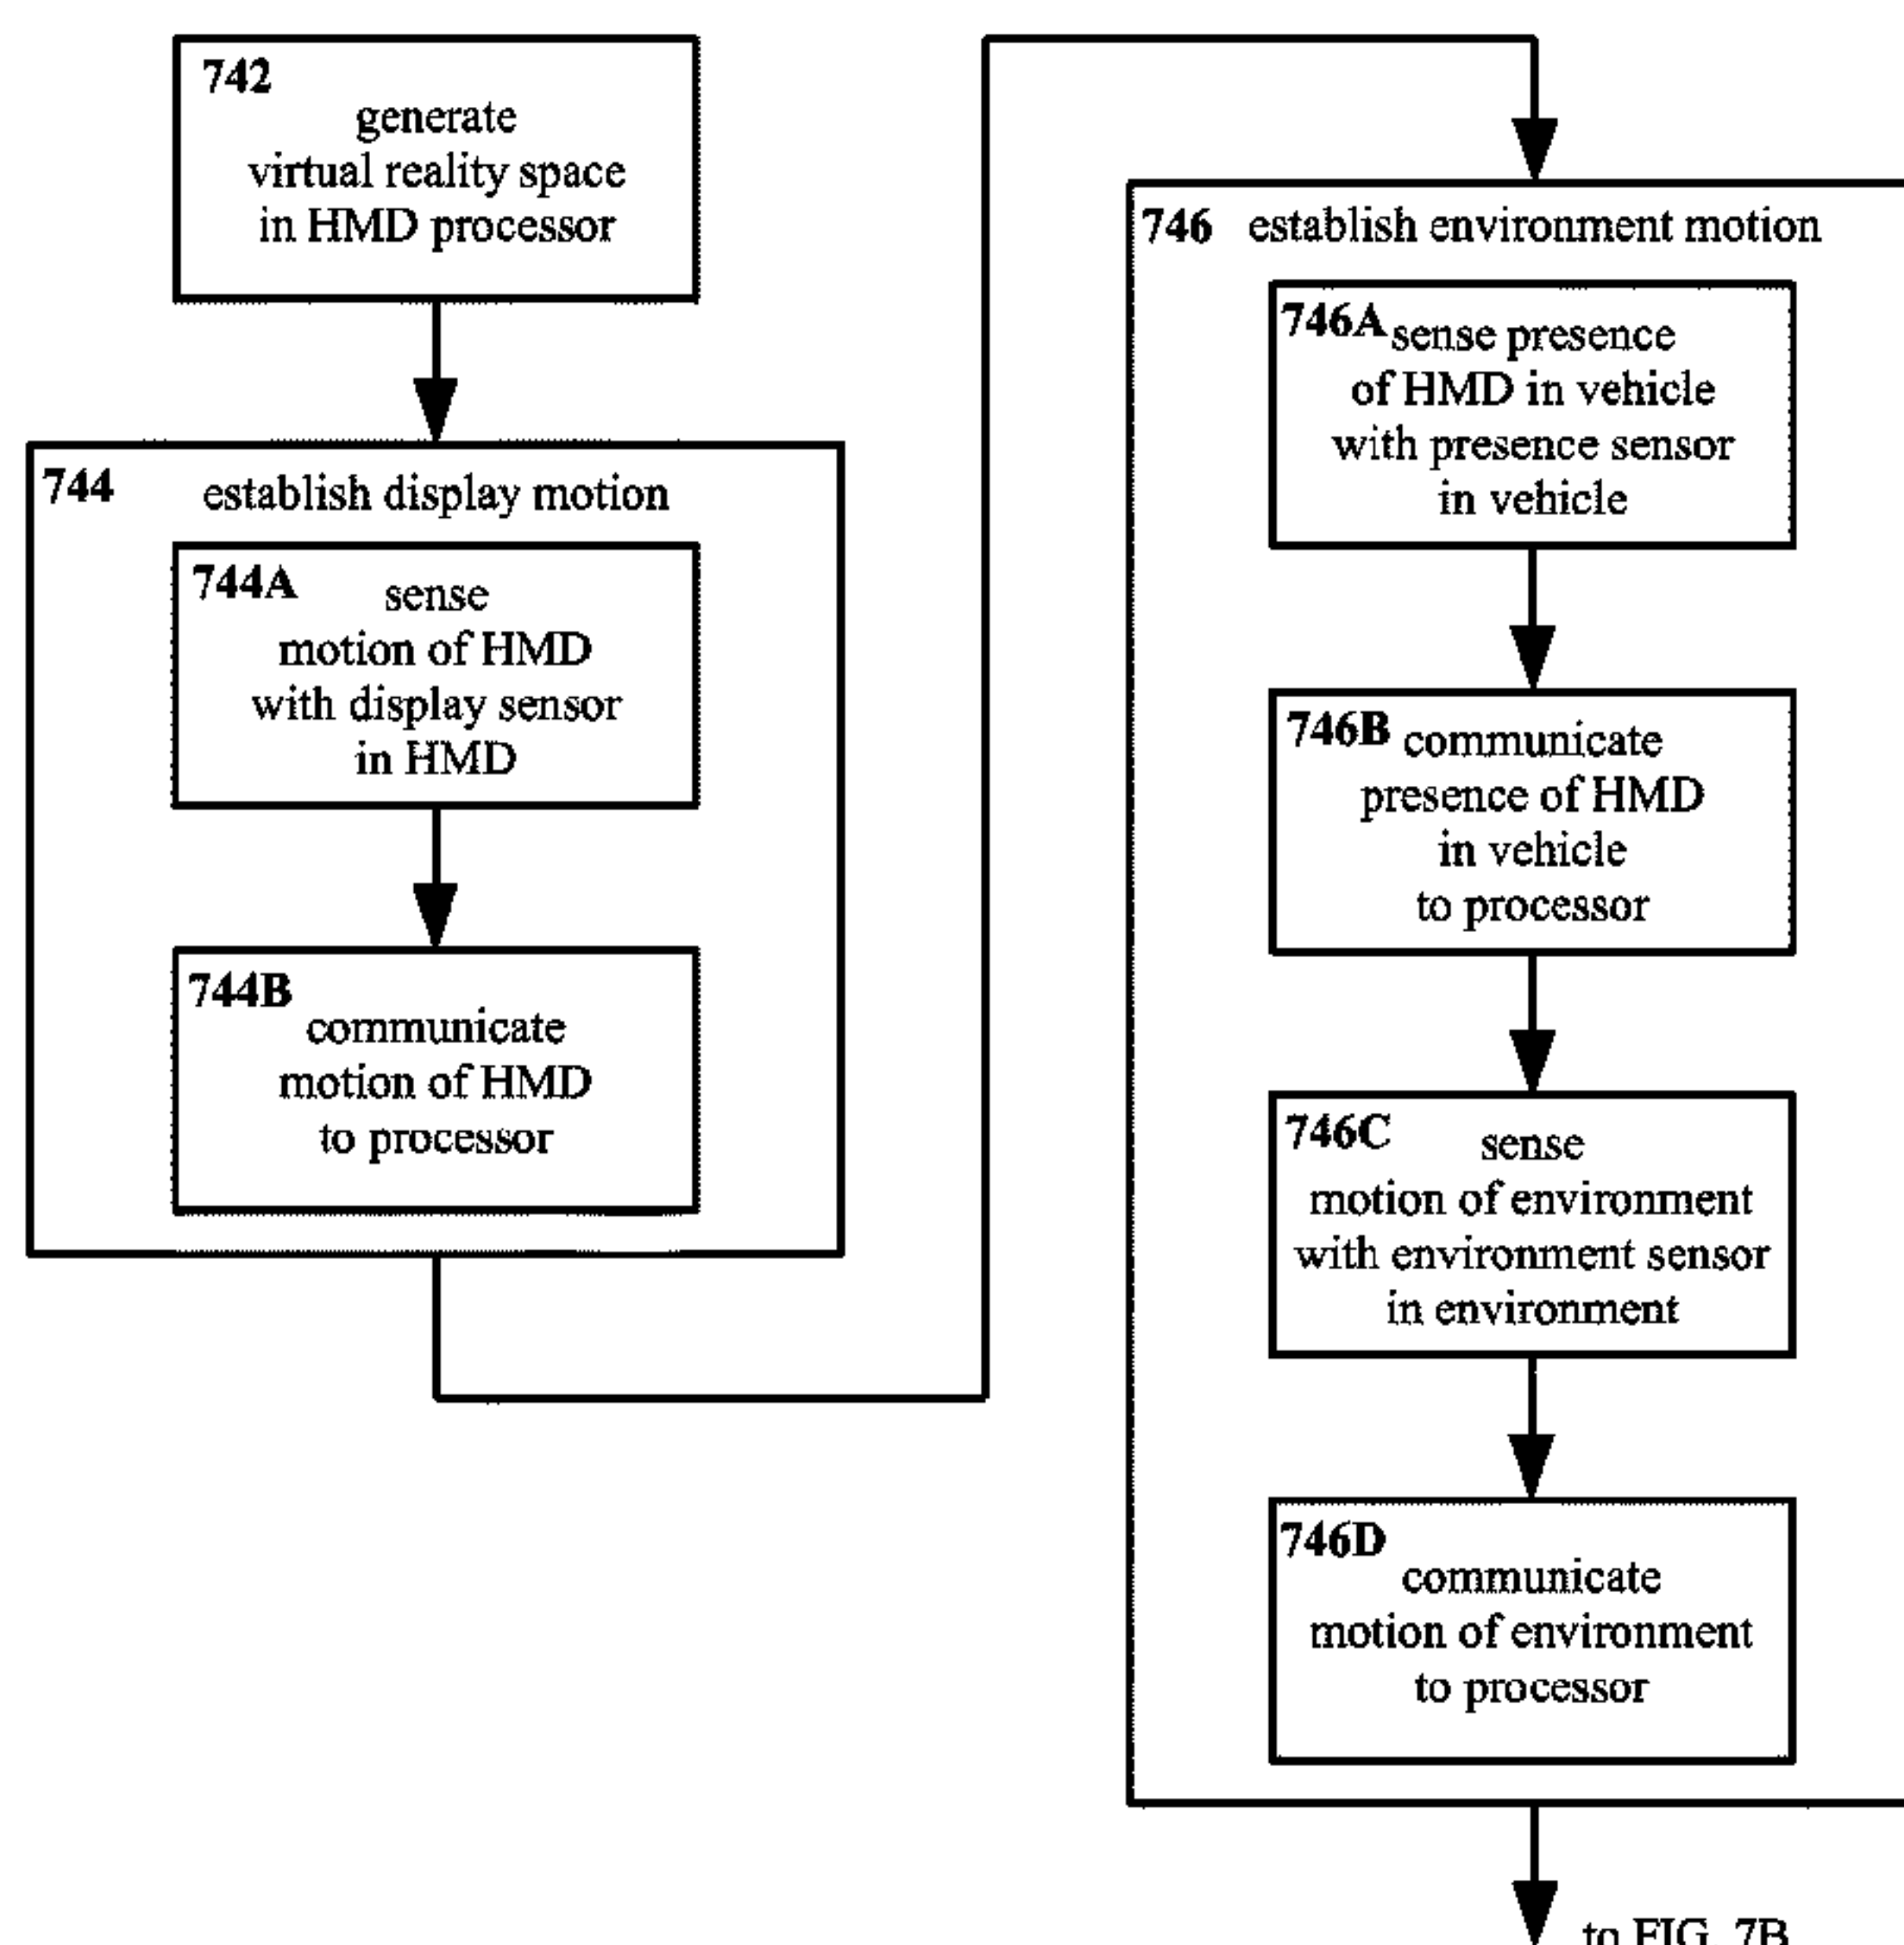 742
generate
virtual reality space
in HMD processor
744 establish display motion
744A sense
motion of HMD
with display sensor
in HMD
744B
communicate
motion of HMD
to processor
746 establish environment motion
746A sense presence
of HMD in vehicle
with presence sensor
in vehicle
746B communicate
presence of HMD
in vehicle
to processor
746C sense
motion of environment
with environment sensor
in environment
746D
communicate
motion of environment
to processor
to FIG. 7B